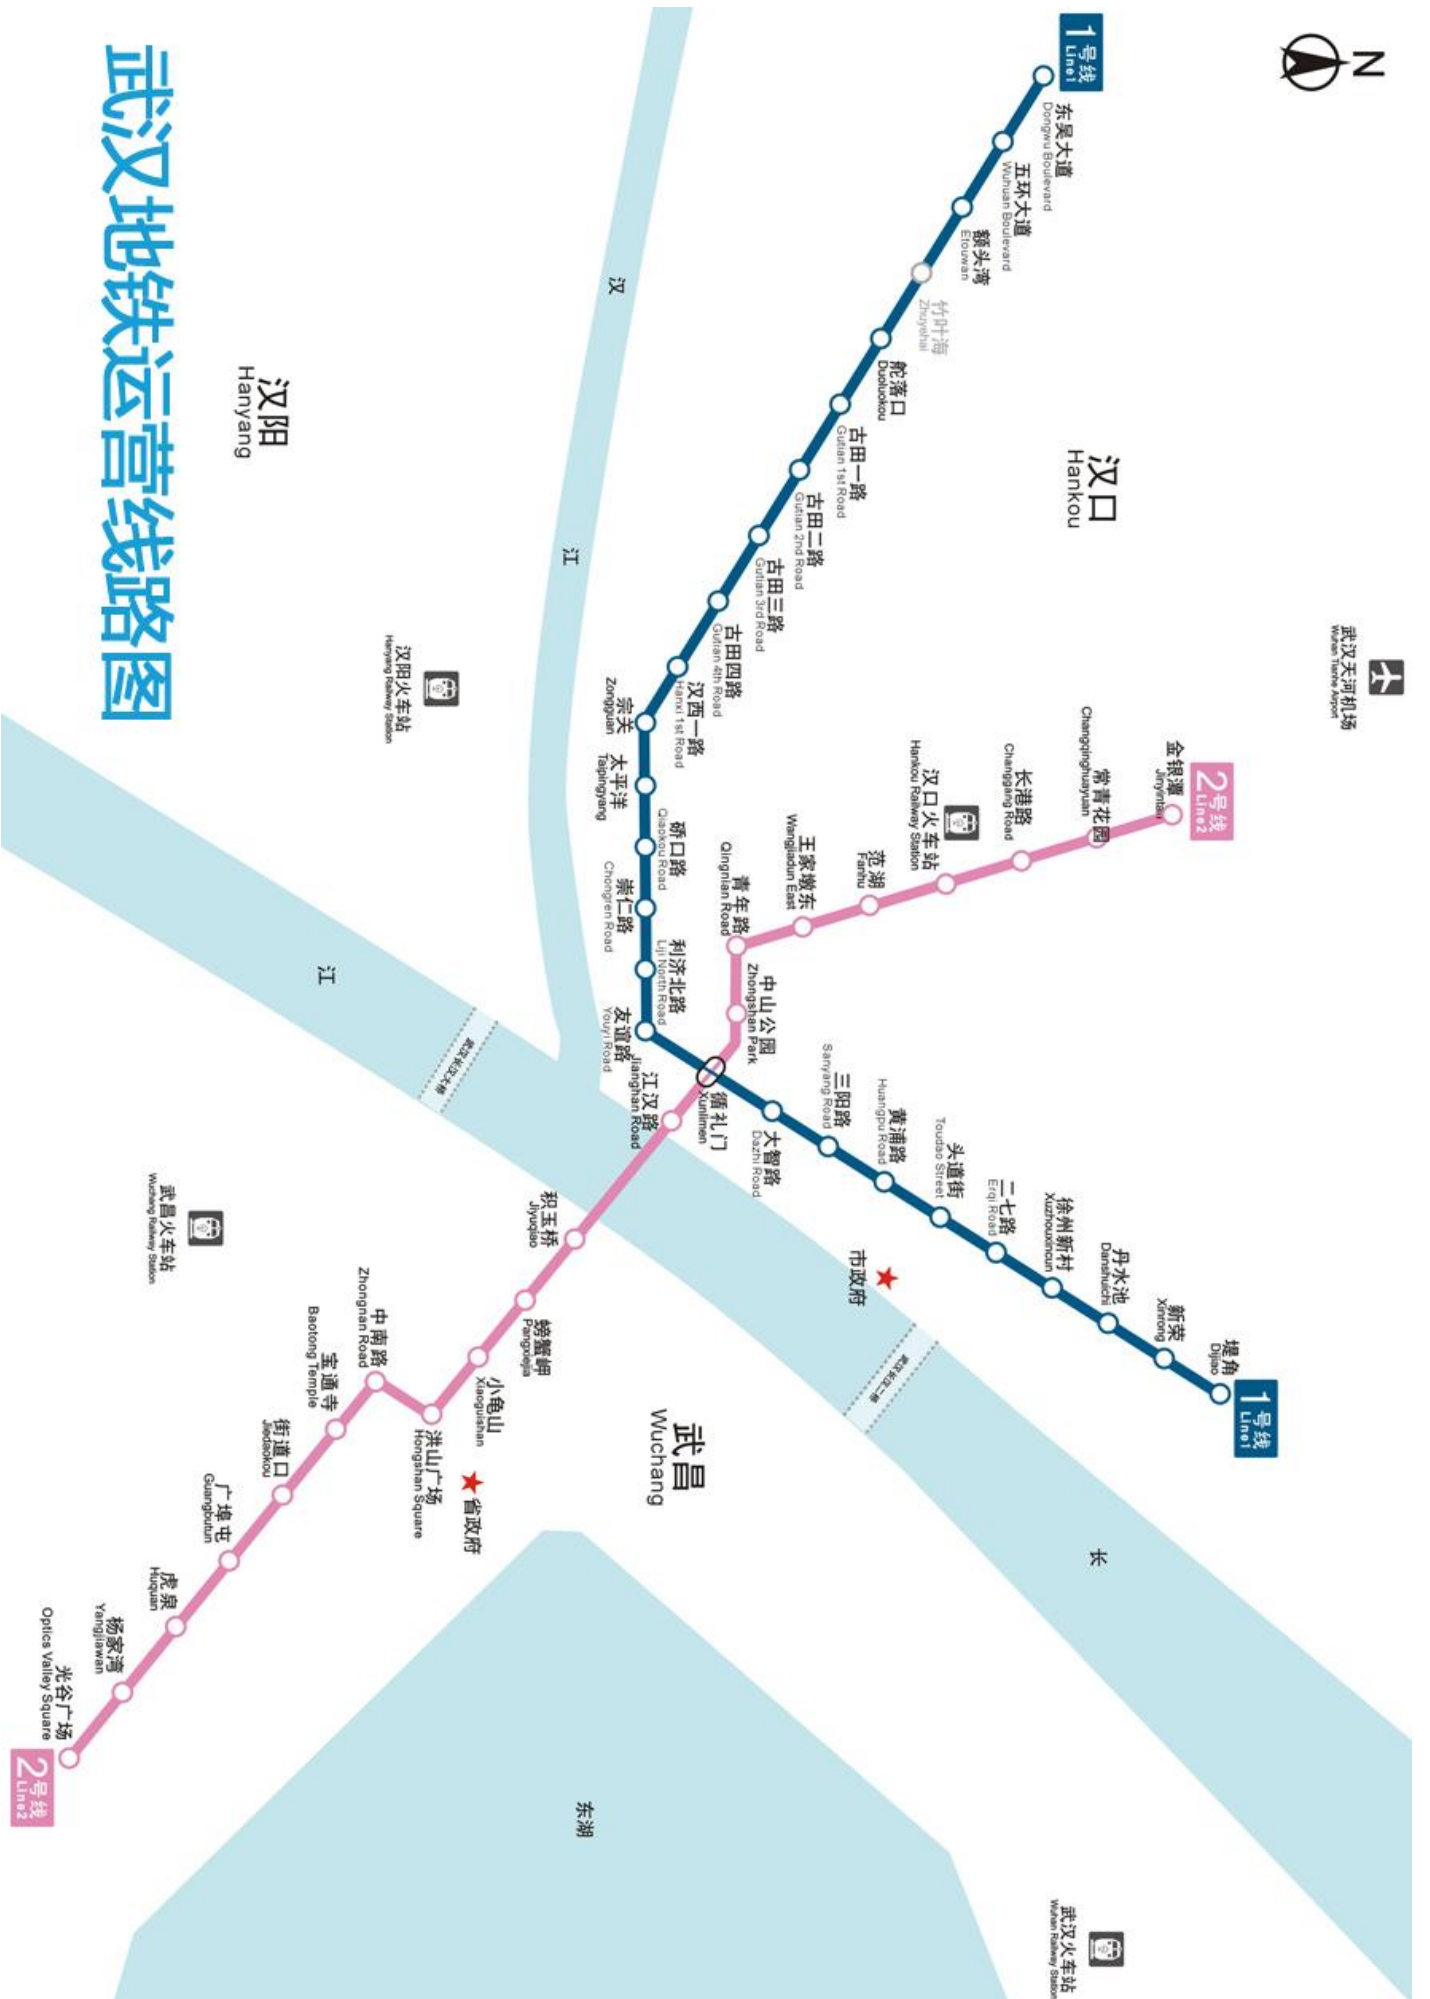 武汉地铁运营线路图
N
1号线
Line1
东吴大道
Dongwu Boulevard
五环大道
Wuhuan Boulevard
额头湾
Etouwan
竹叶海
Zhuyehai
舵落口
Duoluokou
古田一路
Gutian 1st Road
古田二路
Gutian 2nd Road
古田三路
Gutian 3rd Road
古田四路
Gutian 4th Road
汉西一路
Hanxi 1st Road
宗关
Zongguan
太平洋
Taipingyang
硚口路
Qiaokou Road
崇仁路
Chongren Road
利济北路
Liji North Road
友谊路
Youyi Road
循礼门
Xunlimen
大智路
Dazhi Road
三阳路
Sanyang Road
黄浦路
Huangpu Road
头道街
Toudao Street
二七路
Erqi Road
徐州新村
Xuzhouxincun
丹水池
Danshuichi
新荣
Xinrong
堤角
Dijiao
1号线
Line1
2号线
Line2
金银潭
Jinyintan
常青花园
Changqinghuayuan
长港路
Changgang Road
汉口火车站
Hankou Railway Station
范湖
Fanhu
王家墩东
Wangjiadun East
青年路
Qingnian Road
中山公园
Zhongshan Park
江汉路
Jianghan Road
积玉桥
Jiyuqiao
螃蟹岬
Pangxiejia
小龟山
Xiaoguishan
洪山广场
Hongshan Square
中南路
Zhongnan Road
宝通寺
Baotong Temple
街道口
Jiedaokou
广埠屯
Guangbutun
虎泉
Huquan
杨家湾
Yangjiawan
光谷广场
Optics Valley Square
2号线
Line2
武汉天河机场
Wuhan Tianhe Airport
汉口
Hankou
汉阳
Hanyang
武昌
Wuchang
汉阳火车站
Hanyang Railway Station
武昌火车站
Wuchang Railway Station
武汉火车站
Wuhan Railway Station
市政府
省政府
汉
江
长
江
东湖